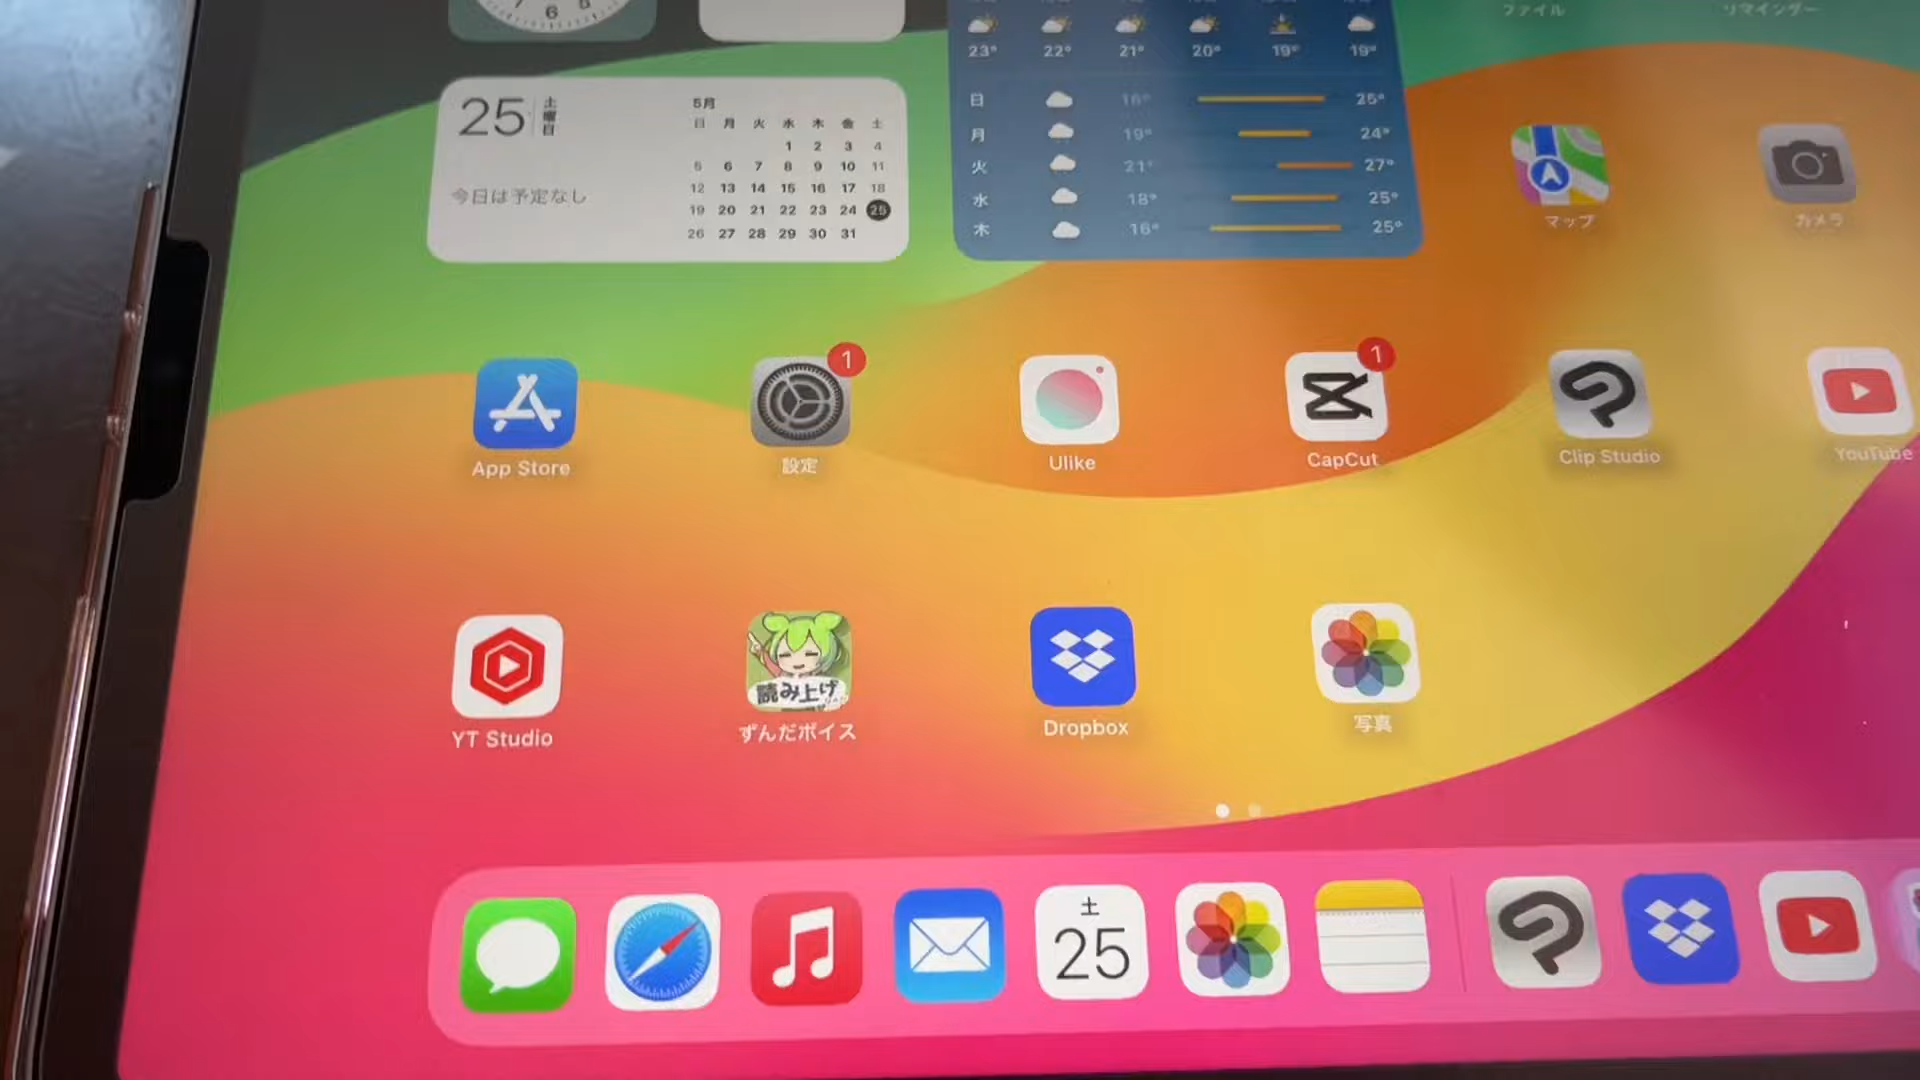 ファイル
リマインダー
6
23° 22° 21° 20° 19° 19°
25 土曜日
今日は予定なし
5月
日 月 火 水 木 金 土
1 2 3 4
5 6 7 8 9 10 11
12 13 14 15 16 17 18
19 20 21 22 23 24 25
26 27 28 29 30 31
日 16° 25°
月 19° 24°
火 21° 27°
水 18° 25°
木 16° 25°
マップ
カメラ
1
1
App Store
設定
Ulike
CapCut
Clip Studio
YouTube
読み上げ
YT Studio
ずんだボイス
Dropbox
写真
土
25